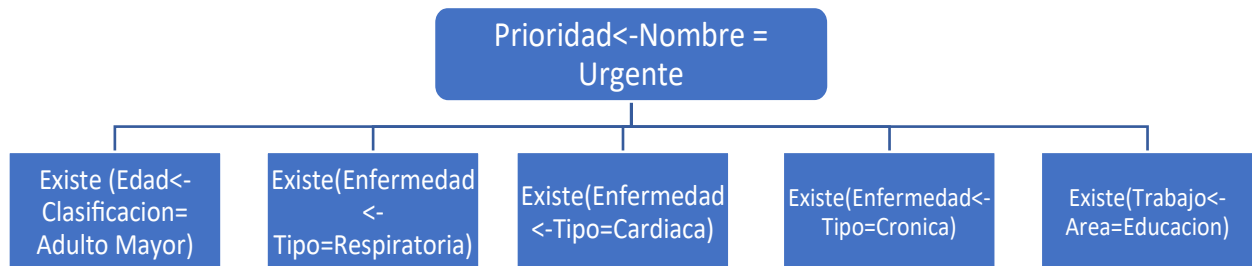 Prioridad<-Nombre =
Urgente
Existe (Edad<-
Clasificacion=
Adulto Mayor)
Existe(Enfermedad
<-
Tipo=Respiratoria)
Existe(Enfermedad
<-Tipo=Cardiaca)
Existe(Enfermedad<-
Tipo=Cronica)
Existe(Trabajo<-
Area=Educacion)